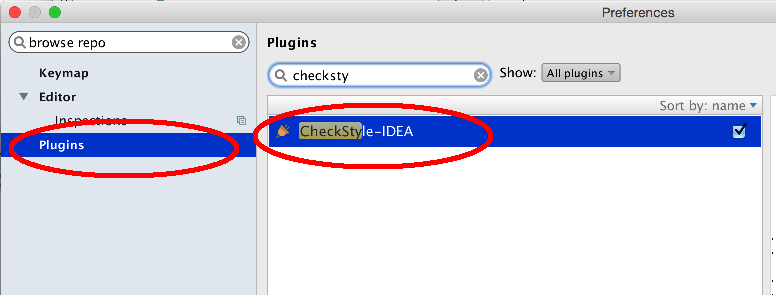 Preferences
browse repo
Keymap
Editor
Inspections
Plugins
Plugins
checksty
Show: All plugins
Sort by: name
CheckStyle-IDEA